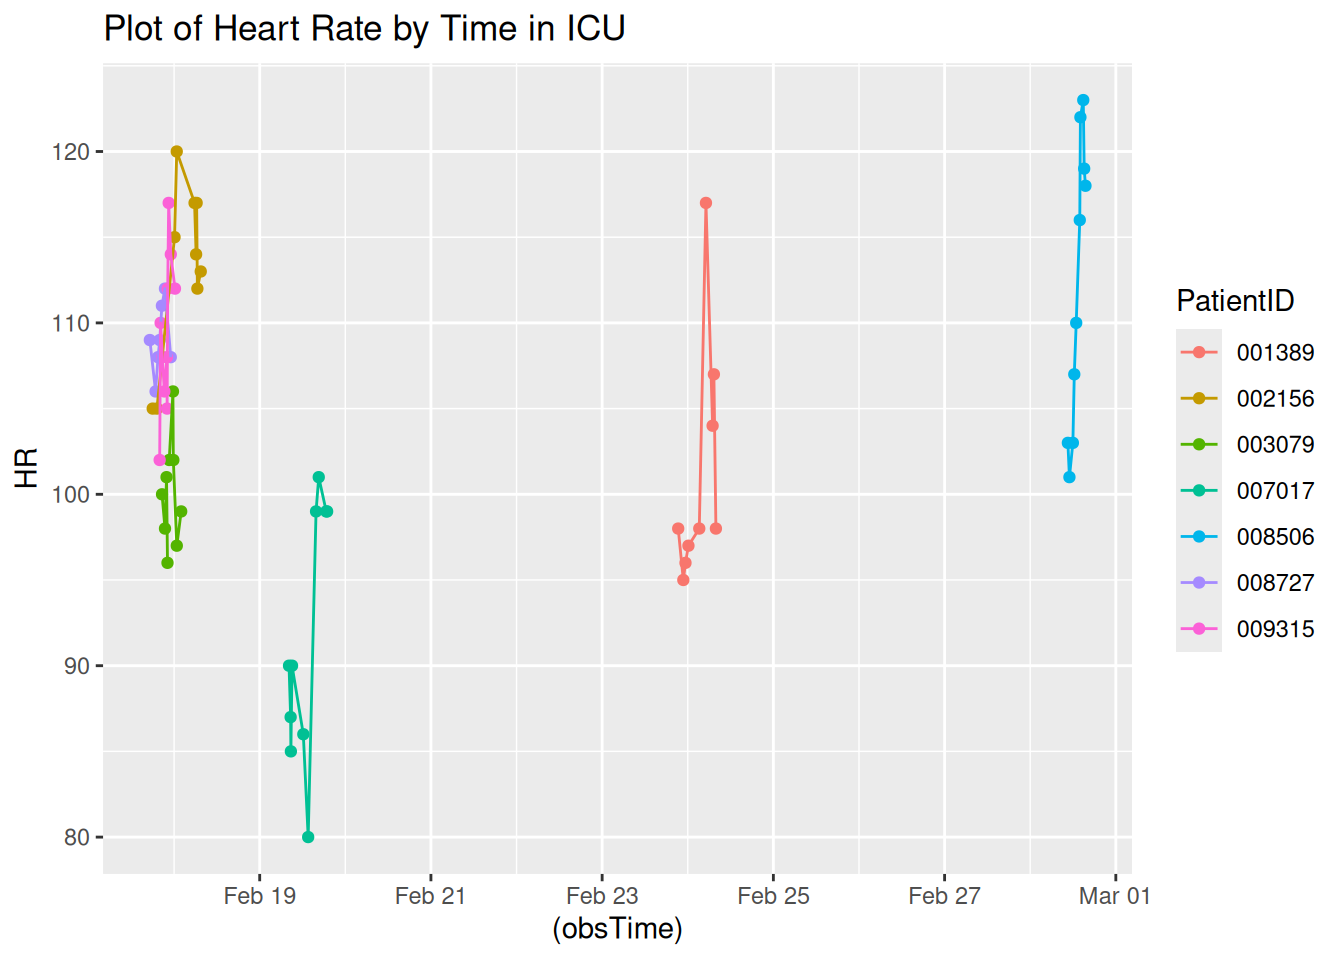 Plot of Heart Rate by Time in ICU
120
110
100
90
80
HR
Feb 19
Feb 21
Feb 23
Feb 25
Feb 27
Mar 01
(obsTime)
PatientID
001389
002156
003079
007017
008506
008727
009315